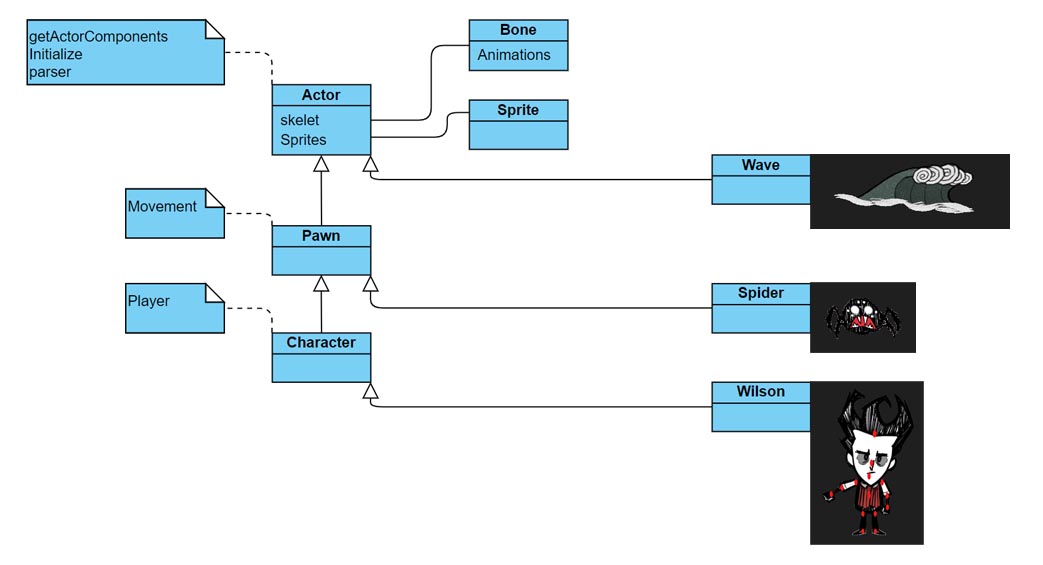 getActorComponents
Initialize
parser
Bone
Animations
Actor
skelet
Sprites
Sprite
Wave
Movement
Pawn
Player
Spider
Character
Wilson